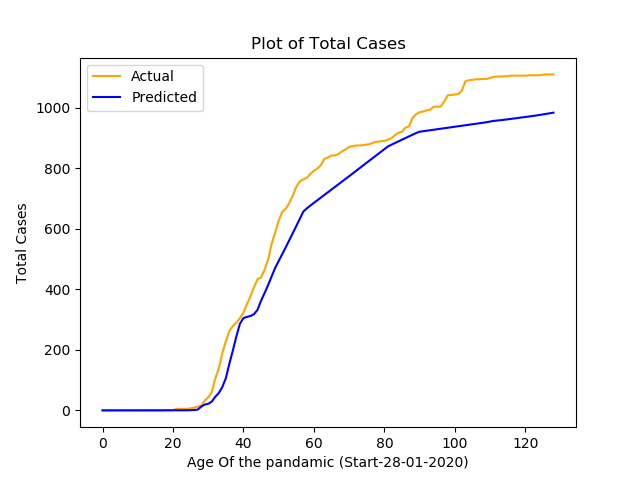 Plot of Total Cases
Actual
Predicted
1000
800
600
400
200
0
Total Cases
0 20 40 60 80 100 120
Age Of the pandamic (Start-28-01-2020)